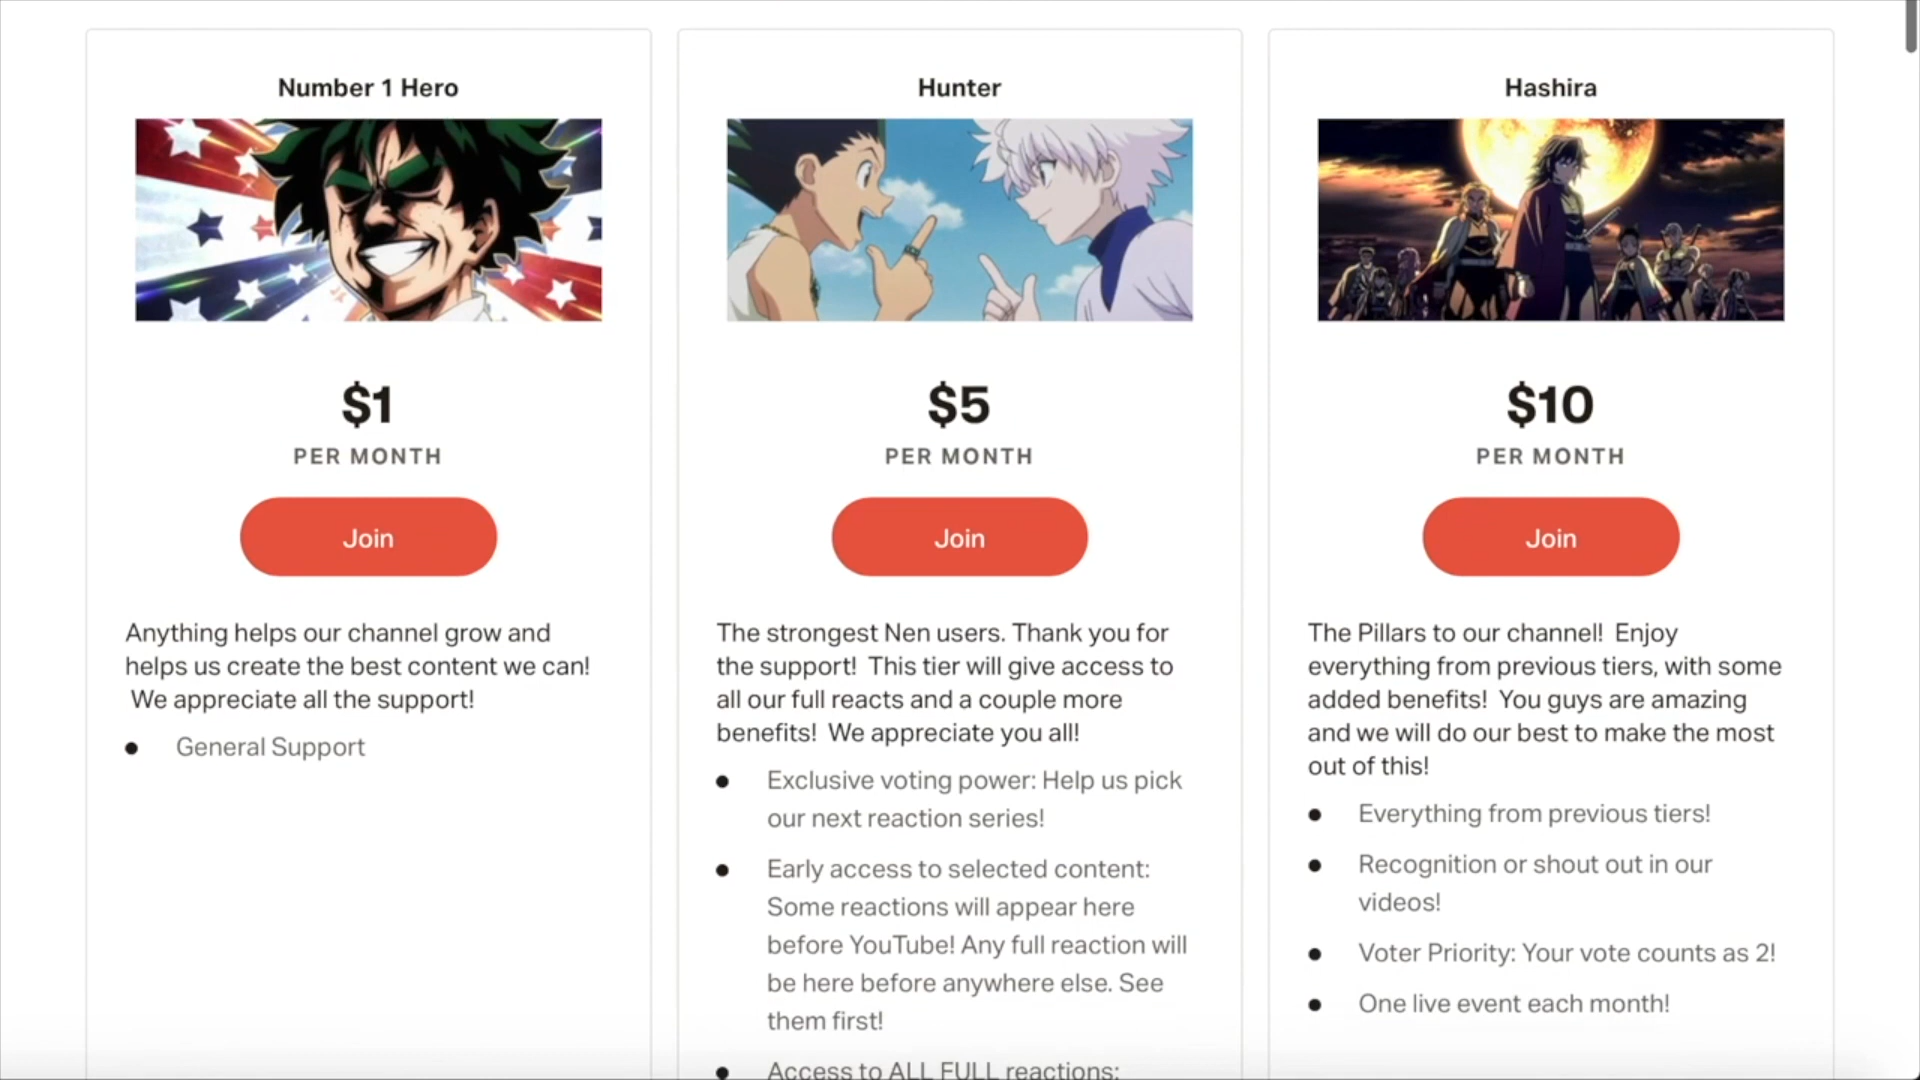 Number 1 Hero
$1
PER MONTH
Join
Anything helps our channel grow and
helps us create the best content we can!
We appreciate all the support!
● General Support
Hunter
$5
PER MONTH
Join
The strongest Nen users. Thank you for
the support!  This tier will give access to
all our full reacts and a couple more
benefits!  We appreciate you all!
● Exclusive voting power: Help us pick
our next reaction series!
● Early access to selected content:
Some reactions will appear here
before YouTube! Any full reaction will
be here before anywhere else. See
them first!
● Access to ALL FULL reactions:
Hashira
$10
PER MONTH
Join
The Pillars to our channel!  Enjoy
everything from previous tiers, with some
added benefits!  You guys are amazing
and we will do our best to make the most
out of this!
● Everything from previous tiers!
● Recognition or shout out in our
videos!
● Voter Priority: Your vote counts as 2!
● One live event each month!